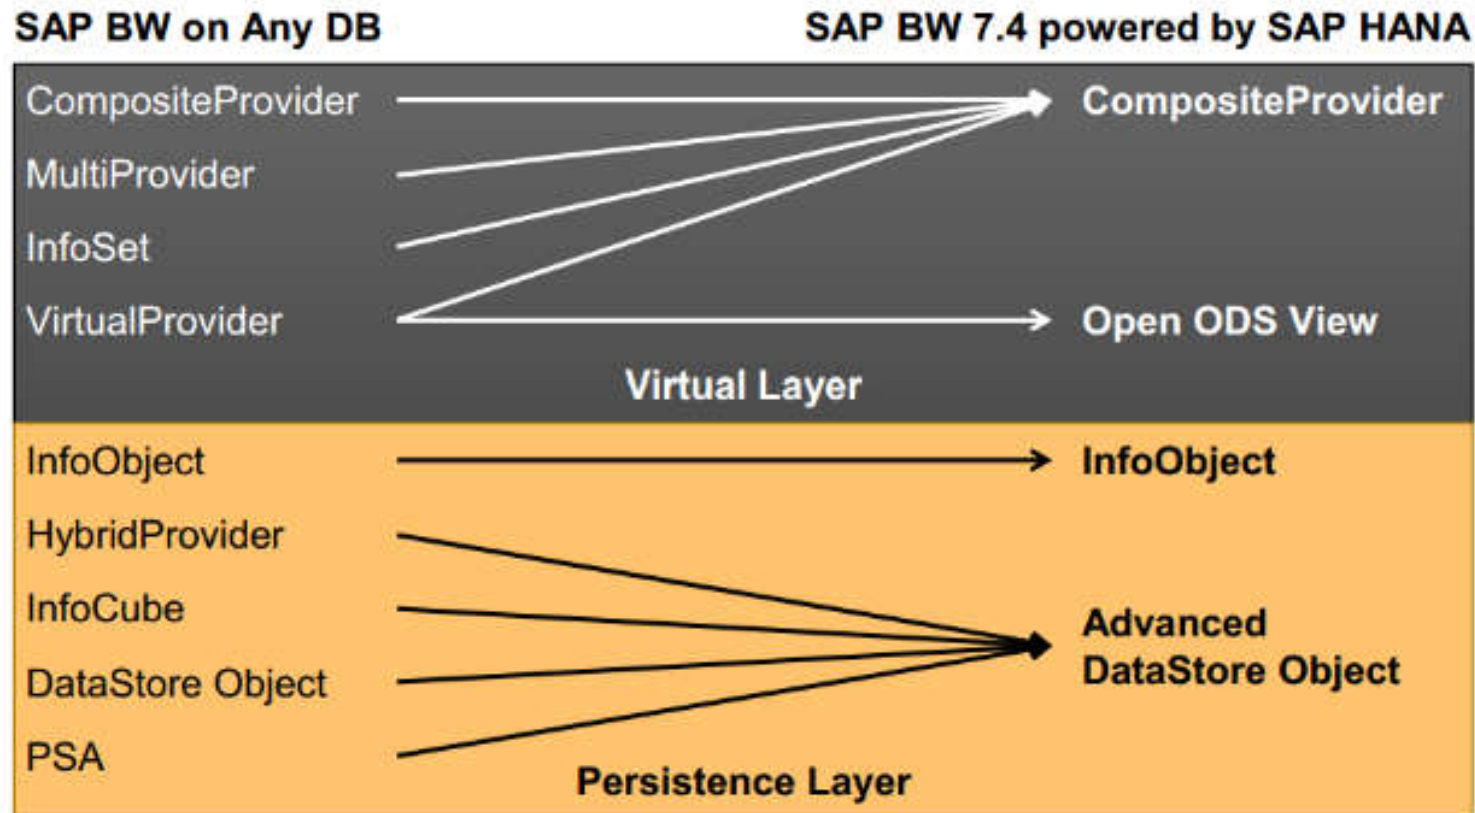 SAP BW on Any DB
SAP BW 7.4 powered by SAP HANA
CompositeProvider
CompositeProvider
MultiProvider
InfoSet
VirtualProvider
Open ODS View
Virtual Layer
InfoObject
InfoObject
HybridProvider
InfoCube
Advanced
DataStore Object
DataStore Object
PSA
Persistence Layer